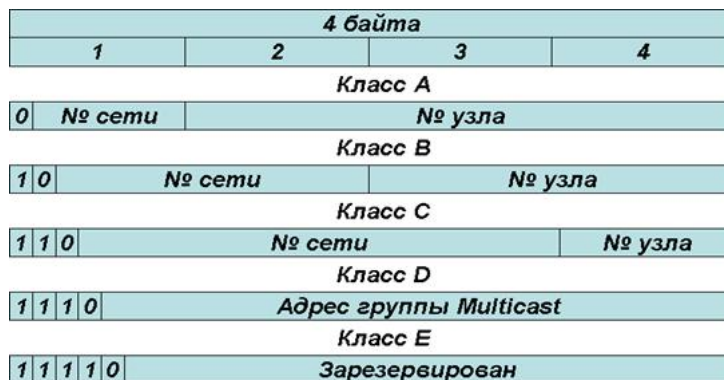 4 байта
1 2 3 4
Класс А
0 № сети № узла
Класс В
1 0 № сети № узла
Класс С
1 1 0 № сети № узла
Класс D
1 1 1 0 Адрес группы Multicast
Класс Е
1 1 1 1 0 Зарезервирован